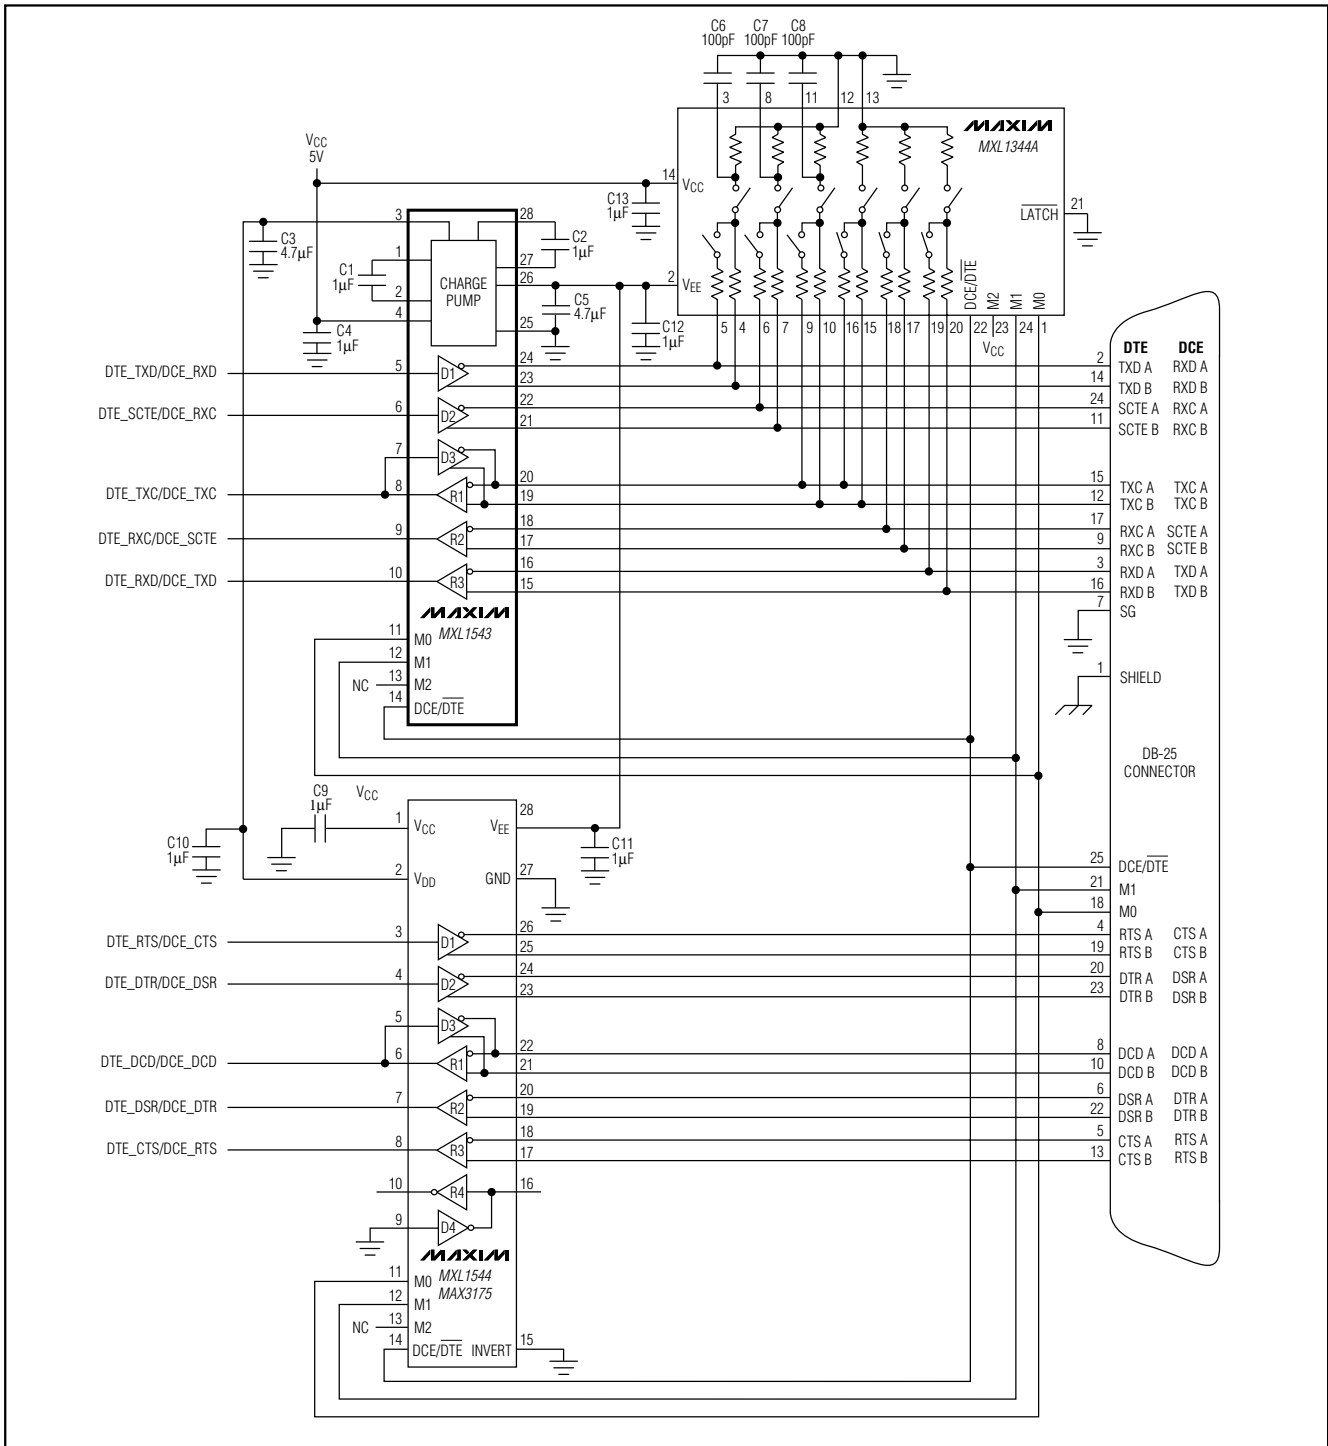 C6 C7 C8
100pF 100pF 100pF
3 8 11 12 13
MAXIM
MXL1344A
VCC
5V
14 VCC
C13
1µF
LATCH 21
3 28
C3
4.7µF
C2
1µF
1 27
C1
1µF
CHARGE
PUMP
26
2 VEE
DCE/DTE M2 M1 M0
2
C5
4.7µF
4 25
C4
1µF
C12
1µF
5 4 6 7 9 10 16 15 18 17 19 20 22 23 24 1
VCC
DTE DCE
DTE_TXD/DCE_RXD 5 D1 24 2 TXD A RXD A
23 14 TXD B RXD B
DTE_SCTE/DCE_RXC 6 D2 22 24 SCTE A RXC A
21 11 SCTE B RXC B
7 D3
DTE_TXC/DCE_TXC 8 R1 20 15 TXC A TXC A
19 12 TXC B TXC B
DTE_RXC/DCE_SCTE 9 R2 18 17 RXC A SCTE A
17 9 RXC B SCTE B
DTE_RXD/DCE_TXD 10 R3 16 3 RXD A TXD A
15 16 RXD B TXD B
7 SG
MAXIM
MXL1543
11 M0
12 M1
NC 13 M2
14 DCE/DTE
1 SHIELD
DB-25
CONNECTOR
C9
1µF
VCC
1 VCC VEE 28
C10
1µF
C11
1µF
2 VDD GND 27
25 DCE/DTE
21 M1
18 M0
DTE_RTS/DCE_CTS 3 D1 26 4 RTS A CTS A
25 19 RTS B CTS B
DTE_DTR/DCE_DSR 4 D2 24 20 DTR A DSR A
23 23 DTR B DSR B
5 D3
DTE_DCD/DCE_DCD 6 R1 22 8 DCD A DCD A
21 10 DCD B DCD B
DTE_DSR/DCE_DTR 7 R2 20 6 DSR A DTR A
19 22 DSR B DTR B
DTE_CTS/DCE_RTS 8 R3 18 5 CTS A RTS A
17 13 CTS B RTS B
10 R4 16
9 D4
MAXIM
MXL1544
MAX3175
11 M0
12 M1
NC 13 M2
14 DCE/DTE INVERT 15